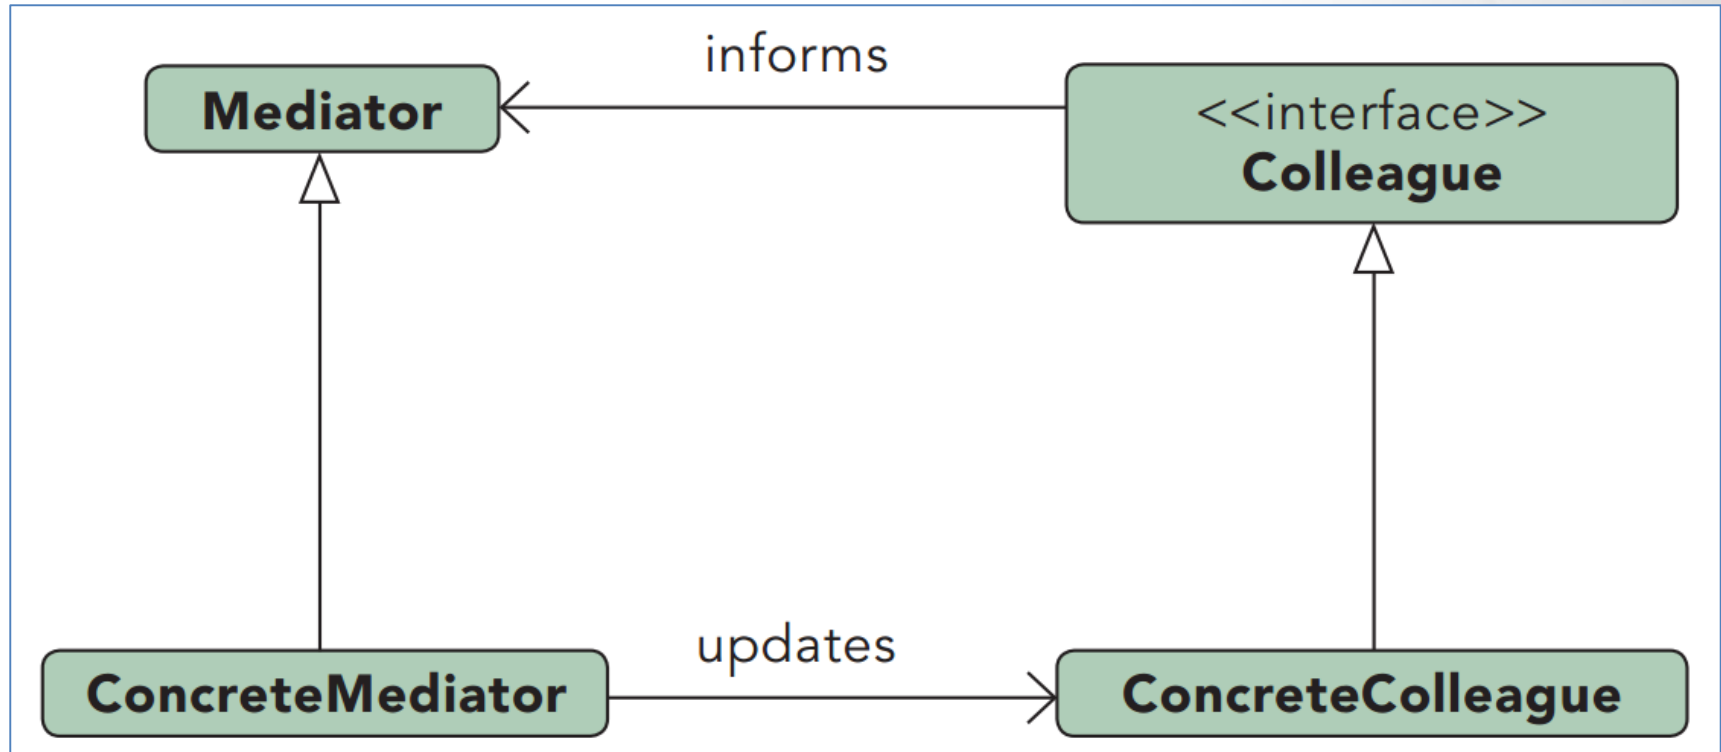 informs
Mediator
<<interface>>
Colleague
updates
ConcreteMediator
ConcreteColleague